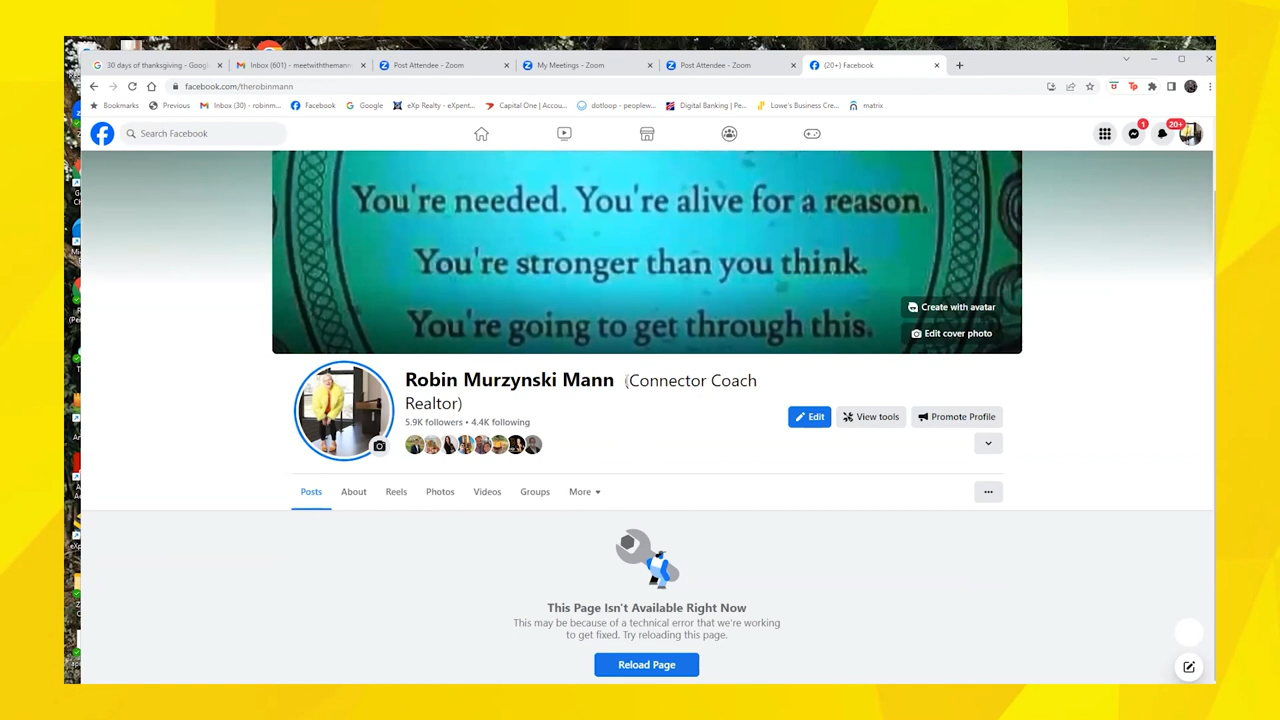 30 days of thanksgiving - Googl
Inbox (601) - meetwiththemann
Post Attendee - Zoom
My Meetings - Zoom
Post Attendee - Zoom
(20+) Facebook
facebook.com/therobinmann
Bookmarks
Previous
Inbox (30) - robinm...
Facebook
Google
eXp Realty - eXpent...
Capital One | Accou...
dotloop - peoplew...
Digital Banking | Pe...
Lowe's Business Cre...
matrix
Search Facebook
1
20+
You're needed. You're alive for a reason.
You're stronger than you think.
You're going to get through this.
Create with avatar
Edit cover photo
Robin Murzynski Mann (Connector Coach
Realtor)
5.9K followers • 4.4K following
Edit
View tools
Promote Profile
Posts
About
Reels
Photos
Videos
Groups
More
This Page Isn't Available Right Now
This may be because of a technical error that we're working
to get fixed. Try reloading this page.
Reload Page